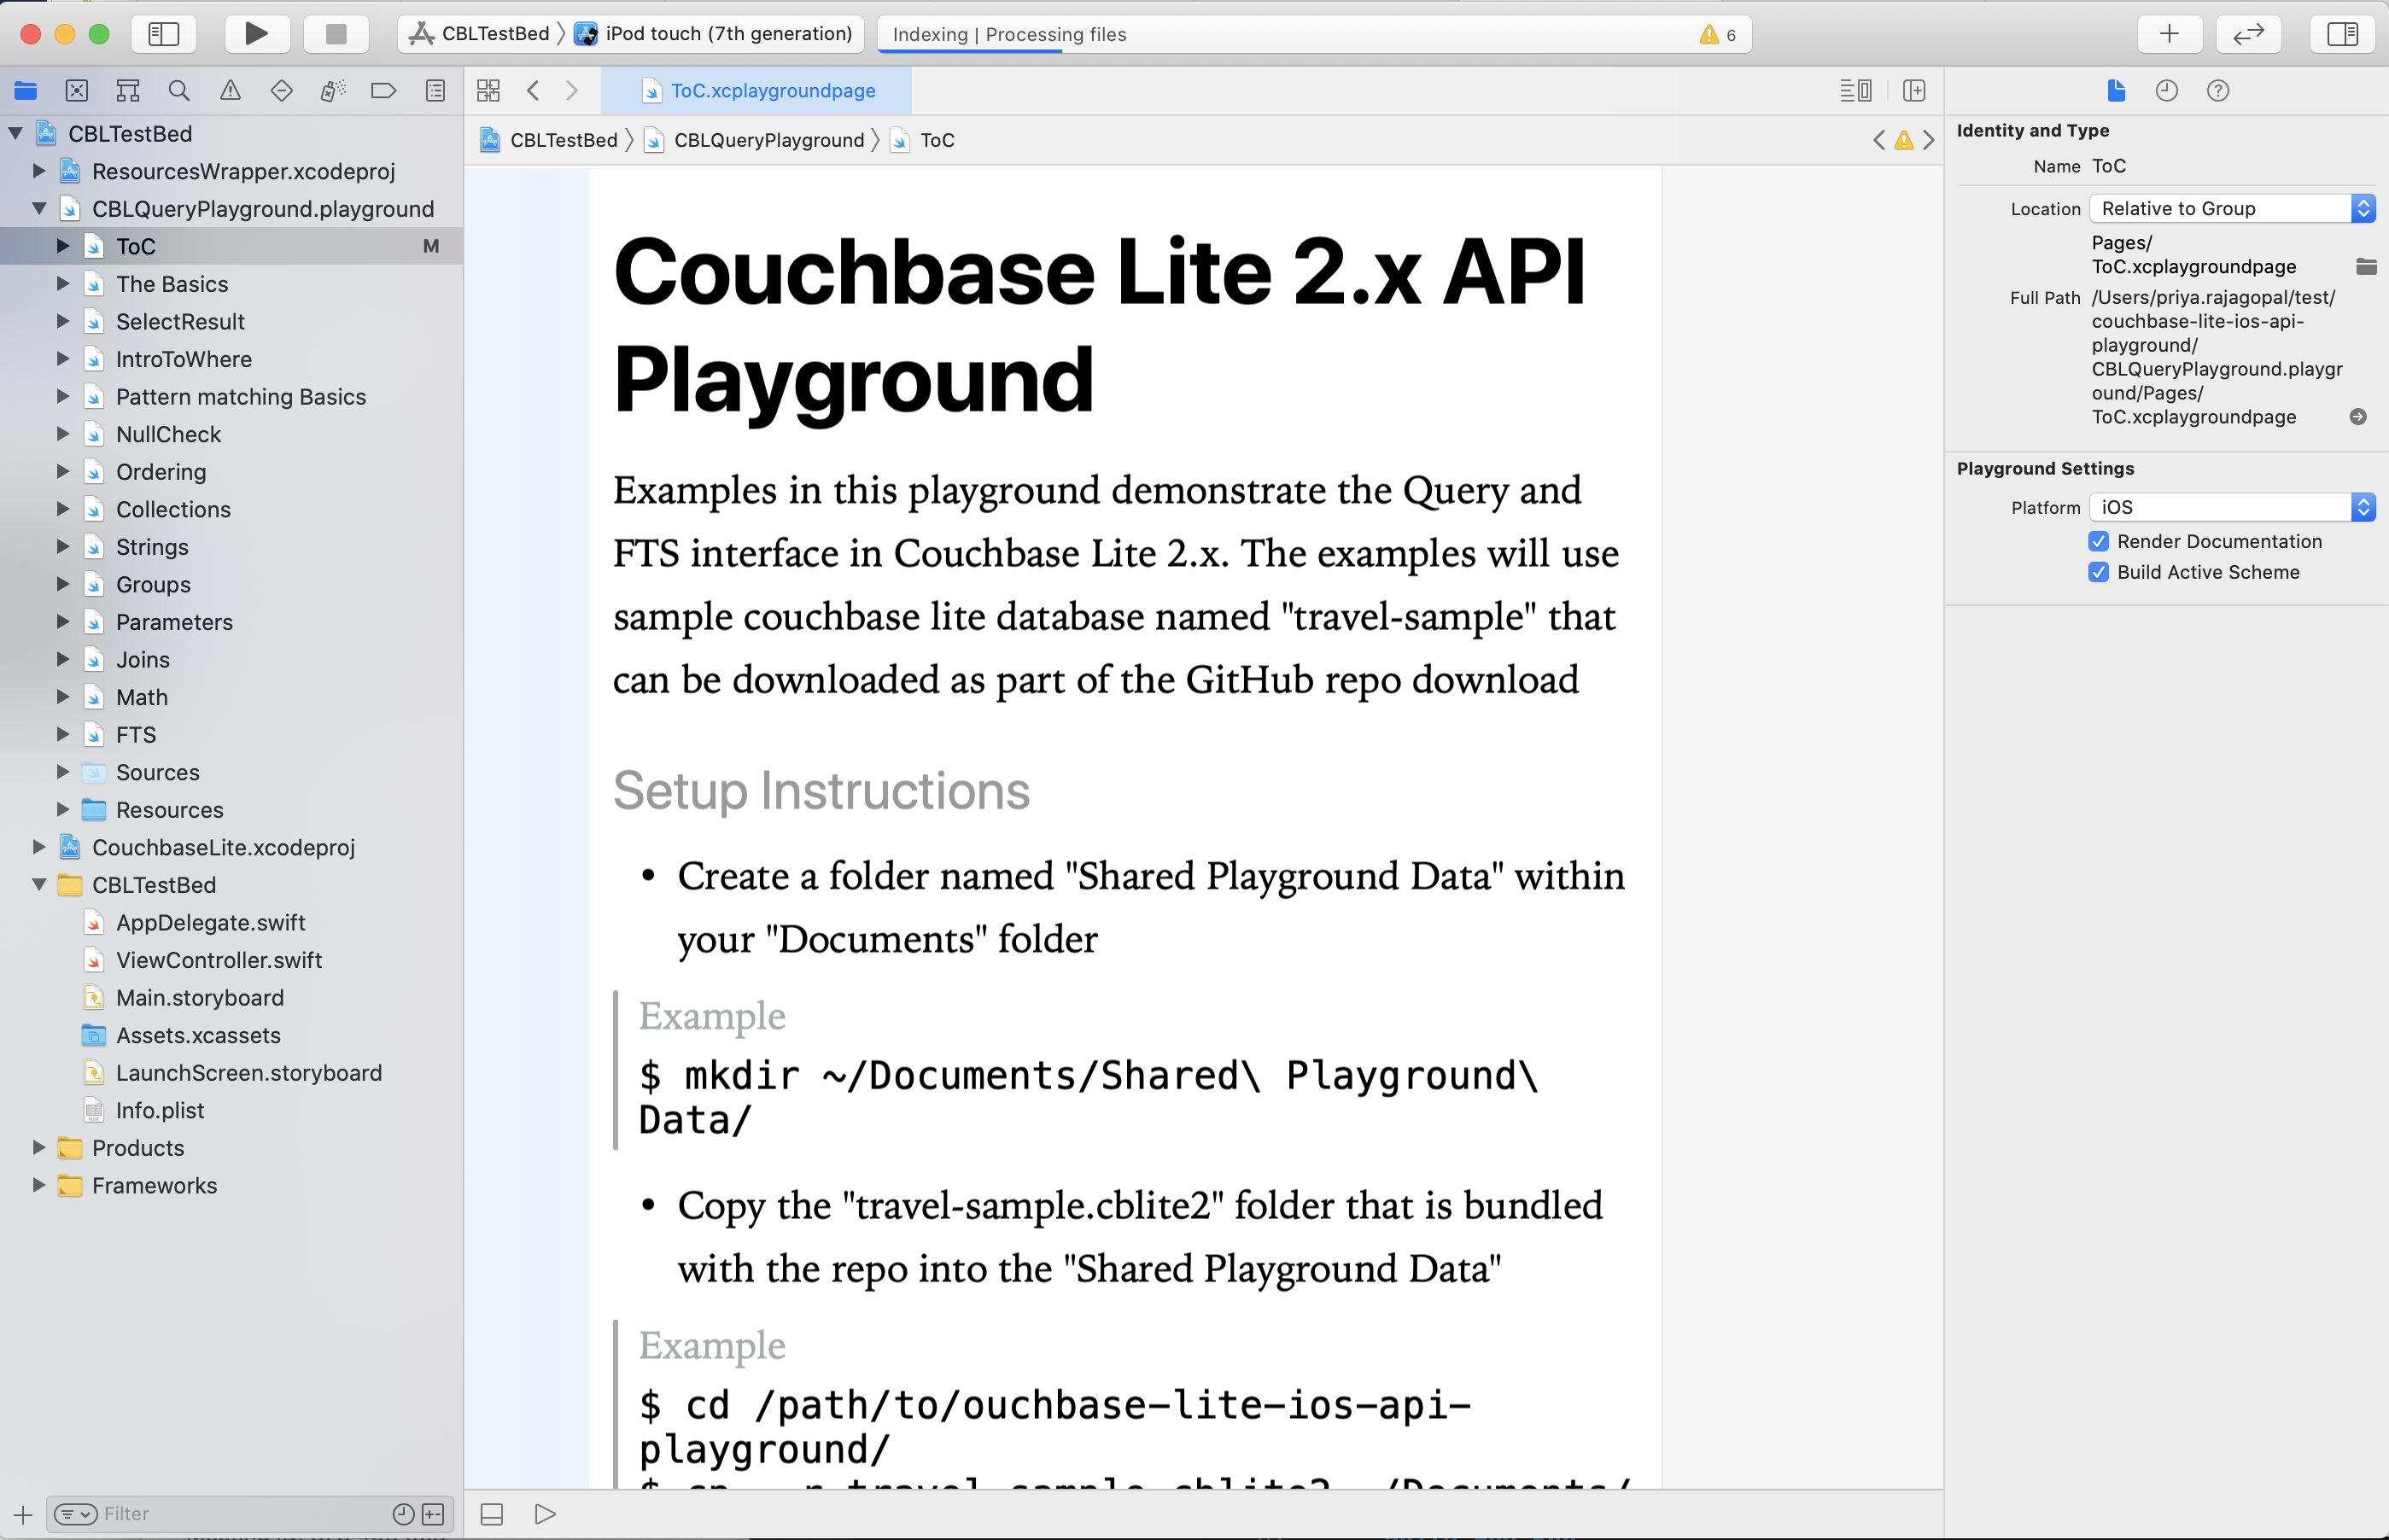 CBLTestBed
iPod touch (7th generation)
Indexing | Processing files
6
ToC.xcplaygroundpage
CBLTestBed
CBLQueryPlayground
ToC
CBLTestBed
ResourcesWrapper.xcodeproj
CBLQueryPlayground.playground
ToC M
The Basics
SelectResult
IntroToWhere
Pattern matching Basics
NullCheck
Ordering
Collections
Strings
Groups
Parameters
Joins
Math
FTS
Sources
Resources
CouchbaseLite.xcodeproj
CBLTestBed
AppDelegate.swift
ViewController.swift
Main.storyboard
Assets.xcassets
LaunchScreen.storyboard
Info.plist
Products
Frameworks
Filter
Couchbase Lite 2.x API
Playground
Examples in this playground demonstrate the Query and
FTS interface in Couchbase Lite 2.x. The examples will use
sample couchbase lite database named "travel-sample" that
can be downloaded as part of the GitHub repo download
Setup Instructions
• Create a folder named "Shared Playground Data" within
your "Documents" folder
Example
$ mkdir ~/Documents/Shared\ Playground\
Data/
• Copy the "travel-sample.cblite2" folder that is bundled
with the repo into the "Shared Playground Data"
Example
$ cd /path/to/ouchbase-lite-ios-api-
playground/
Identity and Type
Name ToC
Location Relative to Group
Pages/
ToC.xcplaygroundpage
Full Path /Users/priya.rajagopal/test/
couchbase-lite-ios-api-
playground/
CBLQueryPlayground.playgr
ound/Pages/
ToC.xcplaygroundpage
Playground Settings
Platform iOS
Render Documentation
Build Active Scheme